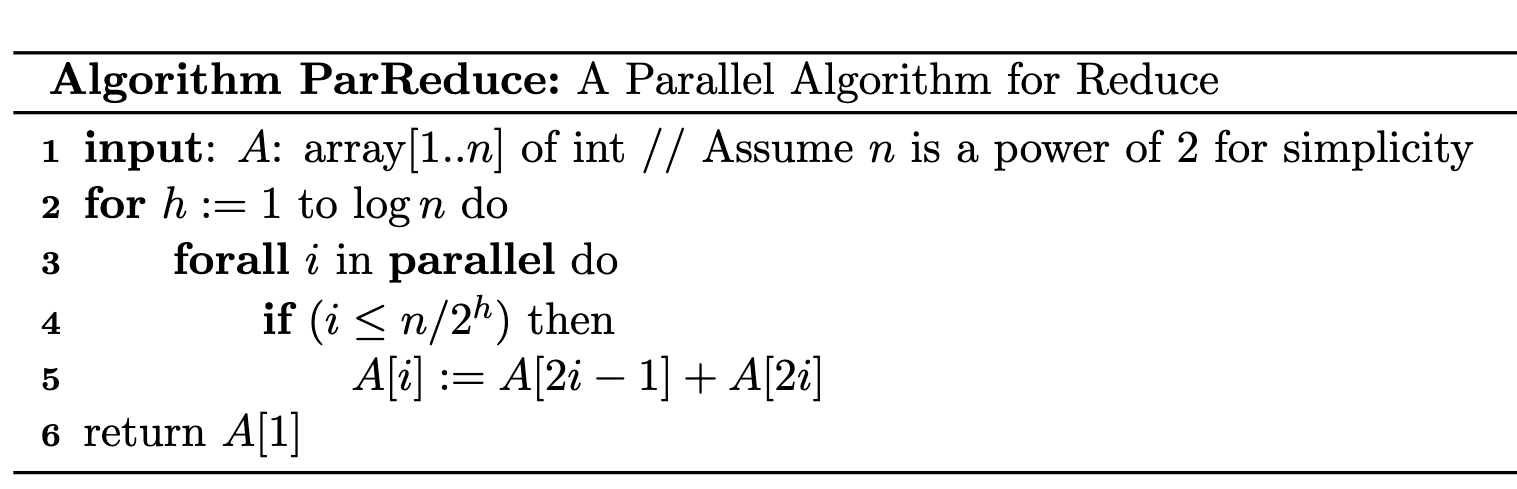 Algorithm ParReduce: A Parallel Algorithm for Reduce
1 input: A: array[1..n] of int // Assume n is a power of 2 for simplicity
2 for h := 1 to log n do
3 forall i in parallel do
4 if (i ≤ n/2^h) then
5 A[i] := A[2i − 1] + A[2i]
6 return A[1]